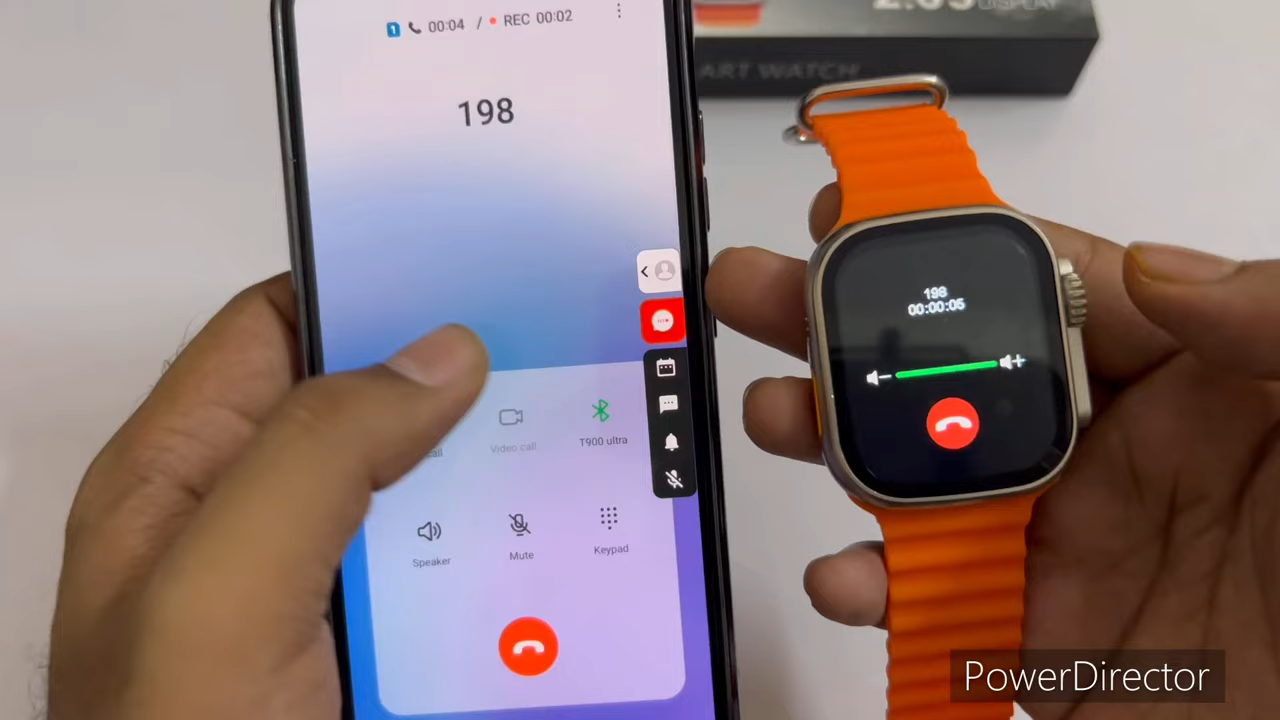 00:04 / REC 00:02
198
Video call
T900 ultra
Speaker
Mute
Keypad
DISPLAY
ART WATCH
198
00:00:05
PowerDirector